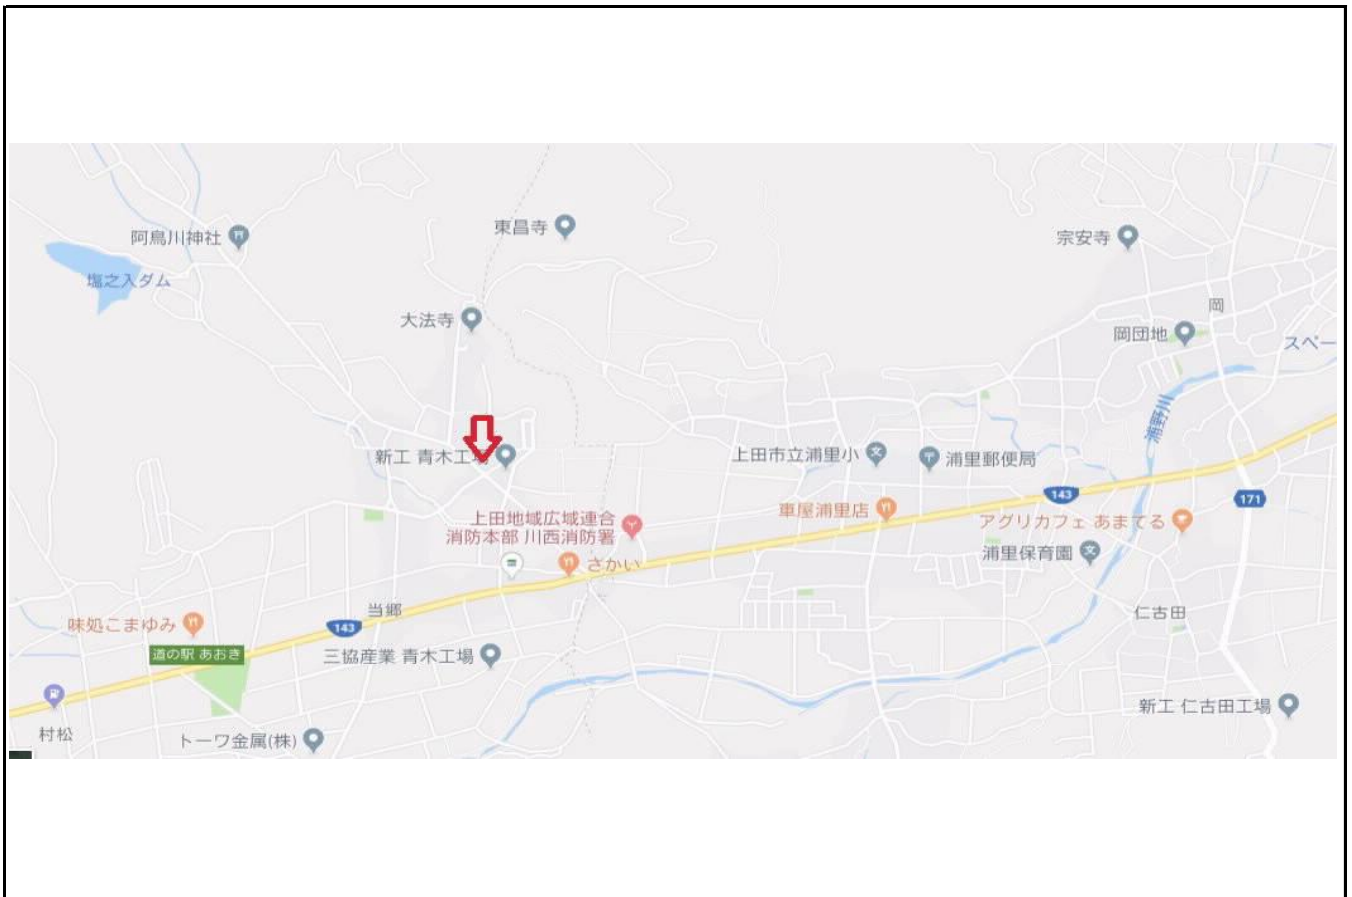 東昌寺
阿鳥川神社
宗安寺
塩之入ダム
岡
大法寺
岡団地
スペー
浦野川
新工 青木工場
上田市立浦里小
浦里郵便局
143
171
車屋浦里店
上田地域広域連合
消防本部 川西消防署
アグリカフェ あまてる
浦里保育園
さかい
当郷
仁古田
味処こまゆみ
143
道の駅 あおき
三協産業 青木工場
新工 仁古田工場
村松
トーワ金属(株)